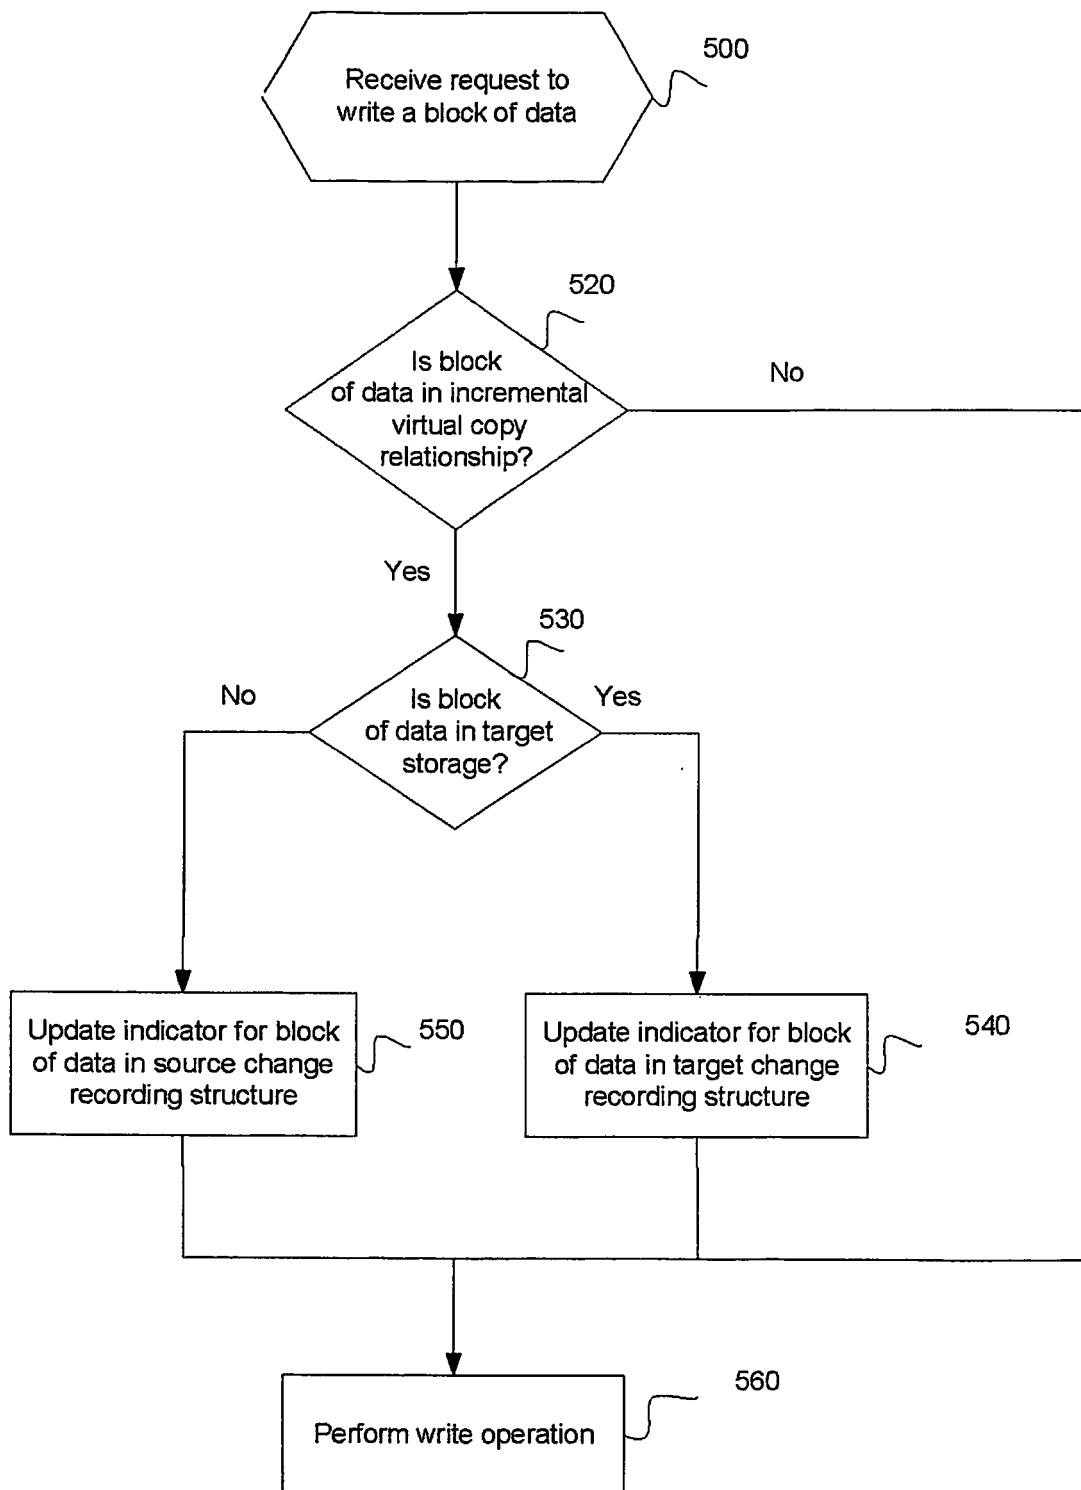 500
Receive request to
write a block of data
520
Is block
of data in incremental
virtual copy
relationship?
No
Yes
530
No
Is block
of data in target
storage?
Yes
Update indicator for block
of data in source change
recording structure
550
Update indicator for block
of data in target change
recording structure
540
560
Perform write operation